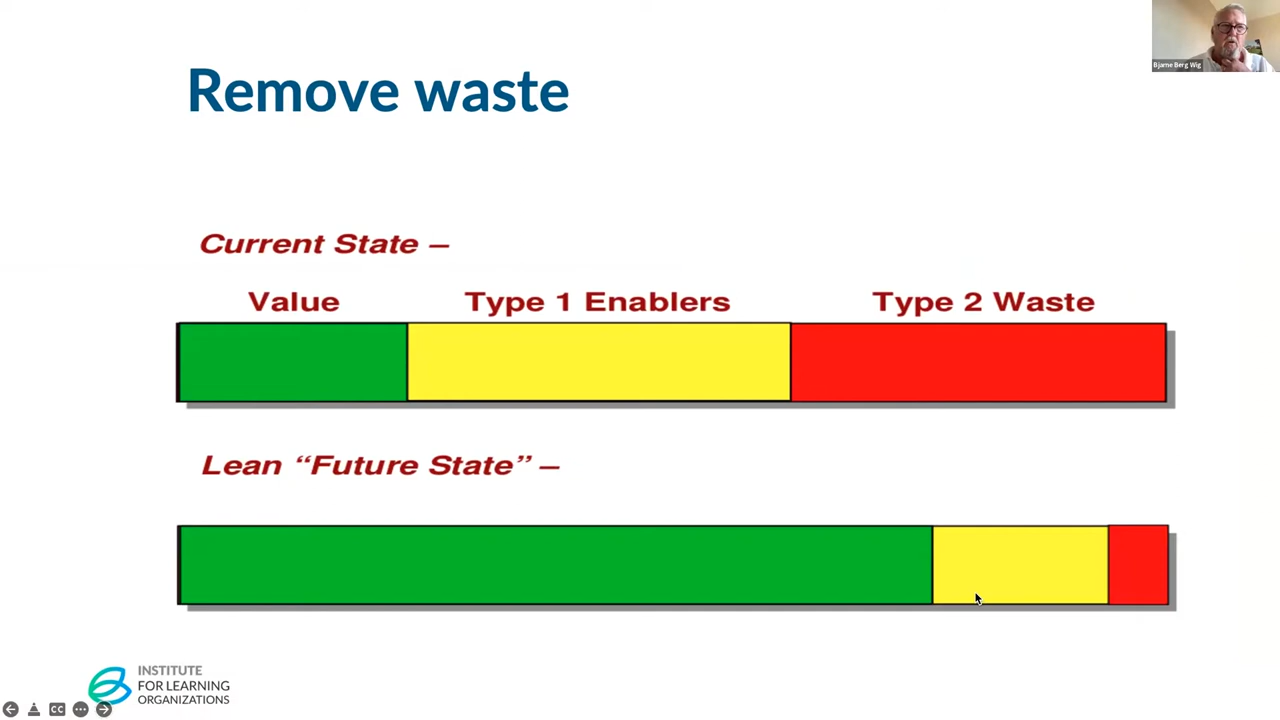 Bjarne Berg Wig
Remove waste
Current State –
Value Type 1 Enablers Type 2 Waste
Lean “Future State” –
INSTITUTE
FOR LEARNING
ORGANIZATIONS
CC